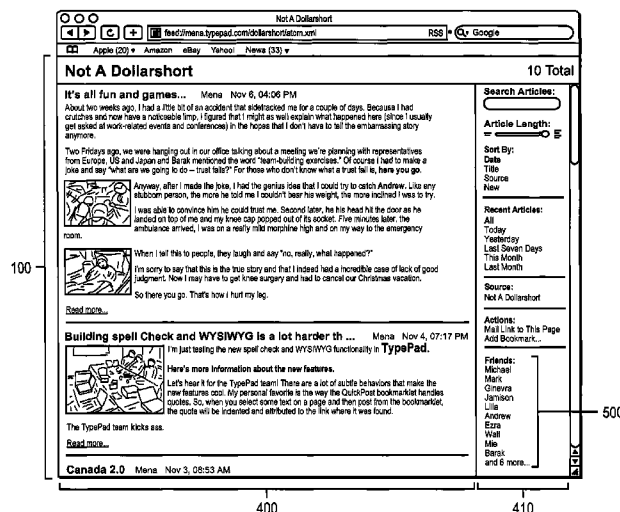 Not A Dollarshort
feed://mena.typepad.com/dollarshort/atom.xml RSS Google
Apple (20) ▾ Amazon eBay Yahoo! News (33) ▾
Not A Dollarshort 10 Total
It's all fun and games... Mena Nov 6, 04:06 PM
About two weeks ago, I had a little bit of an accident that sidetracked me for a couple of days. Because I had
crutches and now have a noticeable limp, I figured that I might as well explain what happened here (since I usually
get asked at work-related events and conferences) in the hopes that I don't have to tell the embarrassing story
anymore.
Two Fridays ago, we were hanging out in our office talking about a meeting we're planning with representatives
from Europe, US and Japan and Barak mentioned the word "team-building exercises." Of course I had to make a
joke and say "what are we going to do – trust falls?" For those who don't know what a trust fall is, here you go.
Anyway, after I made the joke, I had the genius idea that I could try to catch Andrew. Like any
stubborn person, the more he told me I couldn't bear his weight, the more inclined I was to try.
I was able to convince him he could trust me. Second later, he his head hit the door as he
landed on top of me and my knee cap popped out of its socket. Five minutes later, the
ambulance arrived, I was on a really mild morphine high and on my way to the emergency
room.
When I tell this to people, they laugh and say "no, really, what happened?"
I'm sorry to say that this is the true story and that I indeed had a incredible case of lack of good
judgment. Now I may have to get knee surgery and had to cancel our Christmas vacation.
So there you go. That's how I hurt my leg.
Read more...
Building spell Check and WYSIWYG is a lot harder th ... Mena Nov 4, 07:17 PM
I'm just testing the new spell check and WYSIWYG functionality in TypePad.
Here's more information about the new features.
Let's hear it for the TypePad team! There are a lot of subtle behaviors that make the
new features cool. My personal favorite is the way the QuickPost bookmarklet handles
quotes. So, when you select some text on a page and then post from the bookmarklet,
the quote will be indented and attributed to the link where it was found.
The TypePad team kicks ass.
Read more...
Canada 2.0 Mena Nov 3, 08:53 AM
Search Articles:
Article Length:
Sort By:
Date
Title
Source
New
Recent Articles:
All
Today
Yesterday
Last Seven Days
This Month
Last Month
Source:
Not A Dollarshort
Actions:
Mail Link to This Page
Add Bookmark...
Friends:
Michael
Mark
Ginevra
Jamison
Lilia
Andrew
Ezra
Walt
Mie
Barak
and 6 more...
100
500
400
410